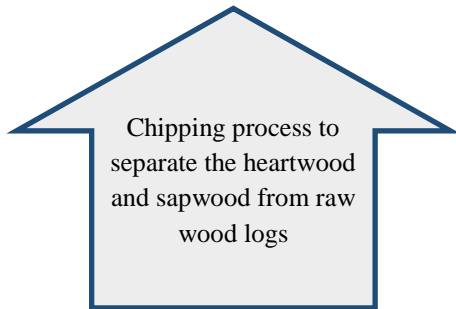 Chipping process to
separate the heartwood
and sapwood from raw
wood logs